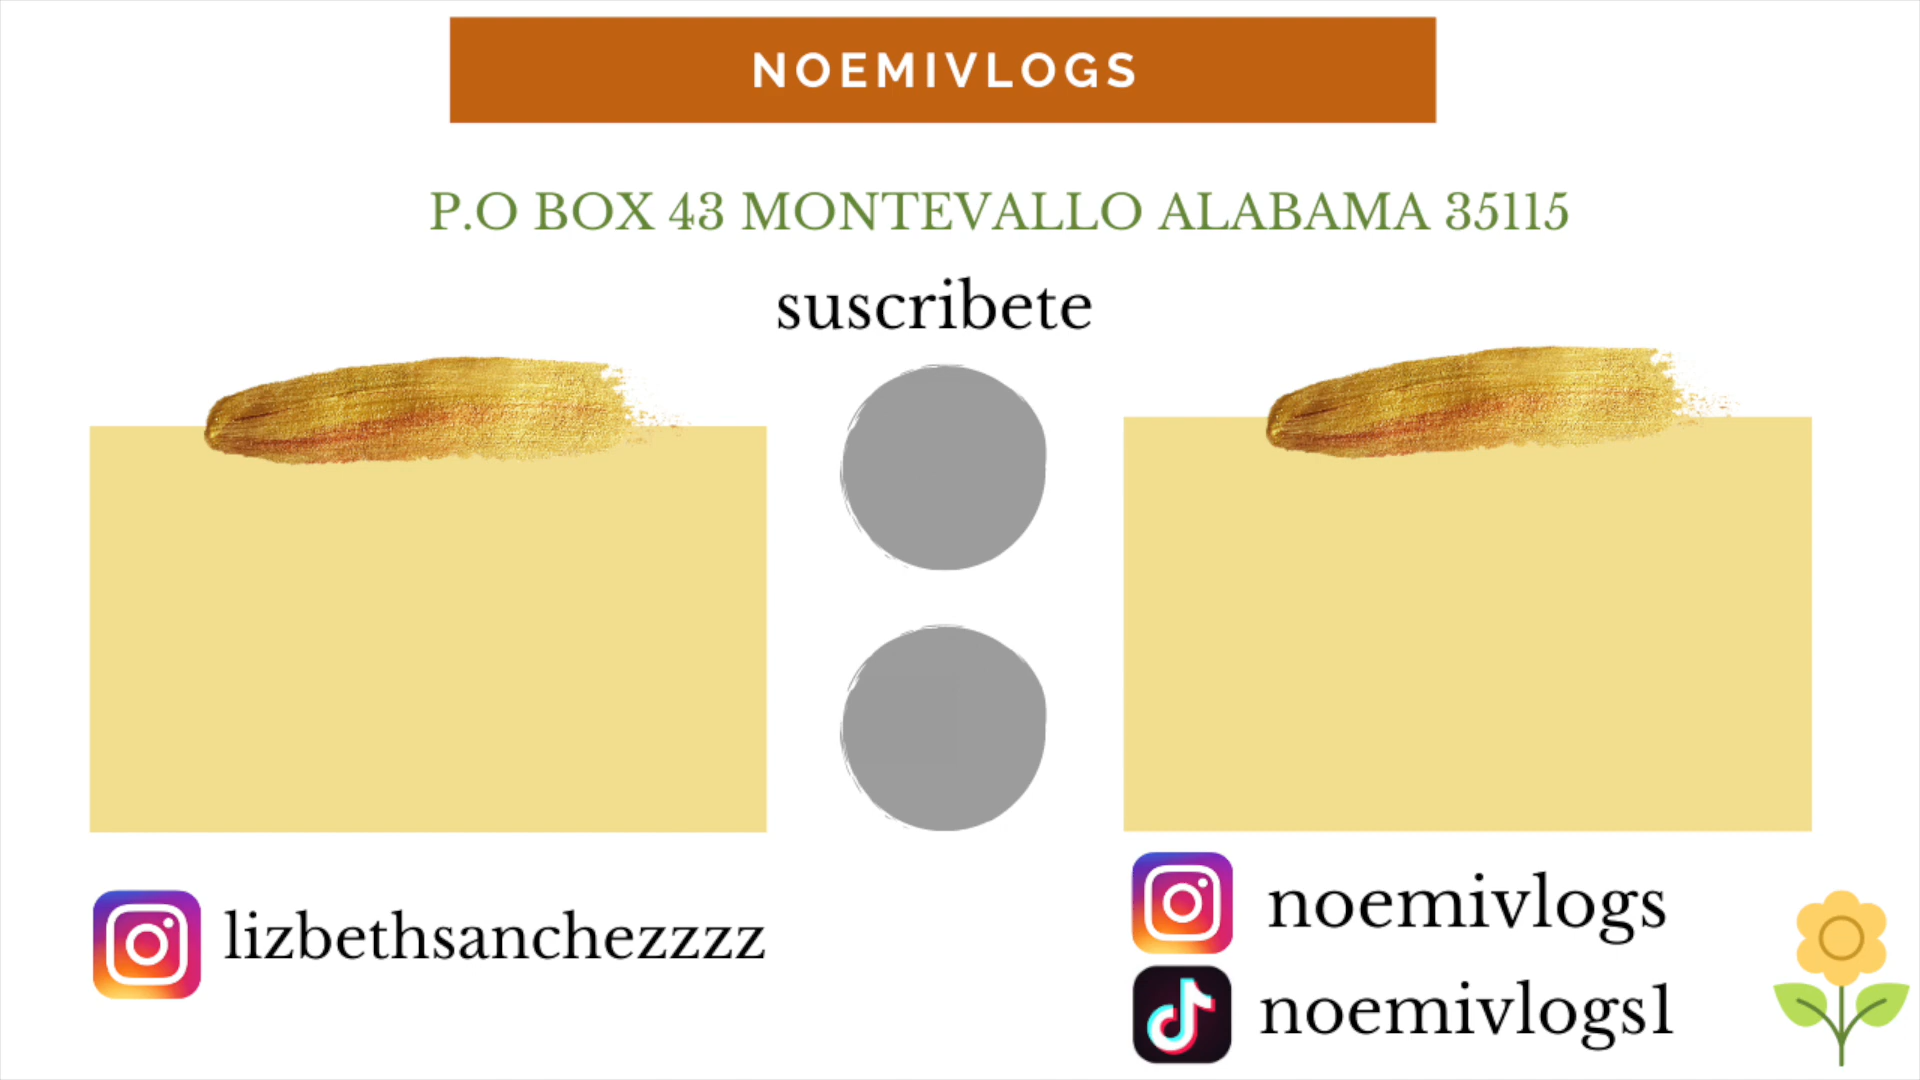 NOEMIVLOGS
P.O BOX 43 MONTEVALLO ALABAMA 35115
suscribete
lizbethsanchezzzz
noemivlogs
noemivlogs1